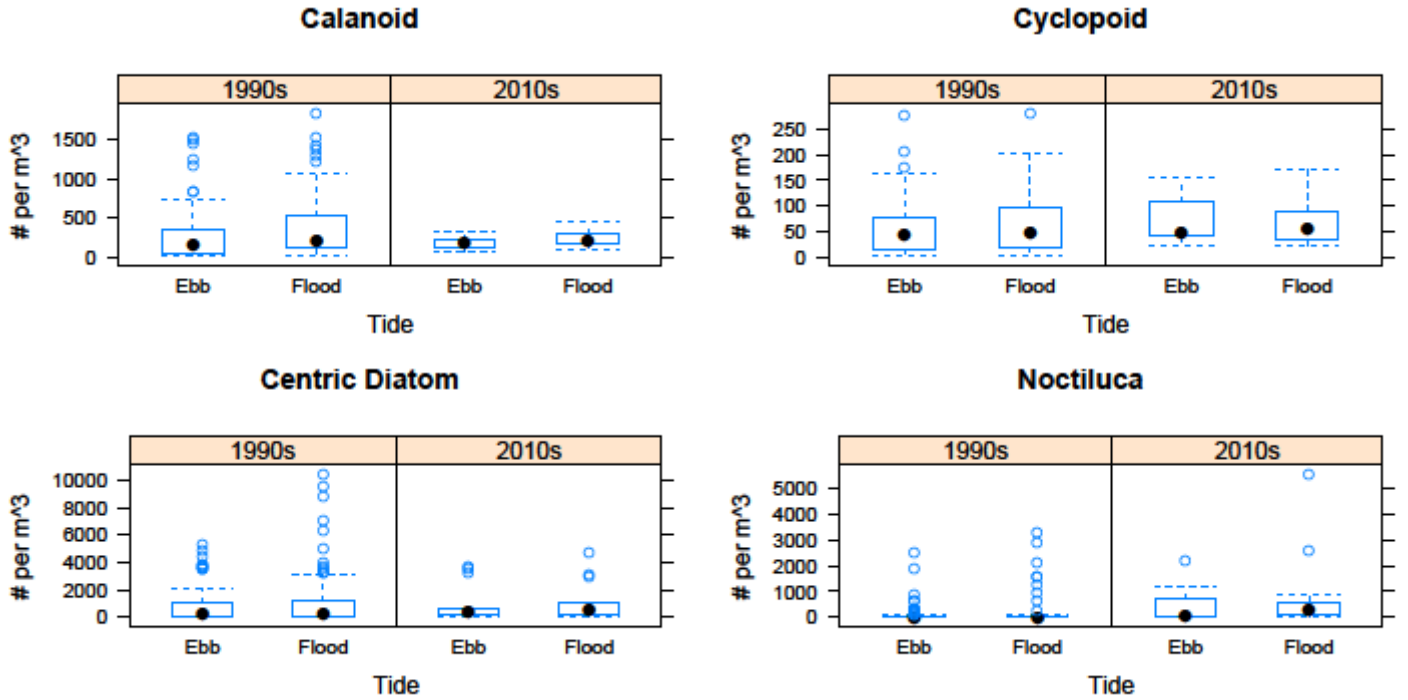 Calanoid
1990s 2010s
# per m^3
1500
1000
500
0
Ebb Flood Ebb Flood
Tide
Cyclopoid
1990s 2010s
# per m^3
250
200
150
100
50
0
Ebb Flood Ebb Flood
Tide
Centric Diatom
1990s 2010s
# per m^3
10000
8000
6000
4000
2000
0
Ebb Flood Ebb Flood
Tide
Noctiluca
1990s 2010s
# per m^3
5000
4000
3000
2000
1000
0
Ebb Flood Ebb Flood
Tide